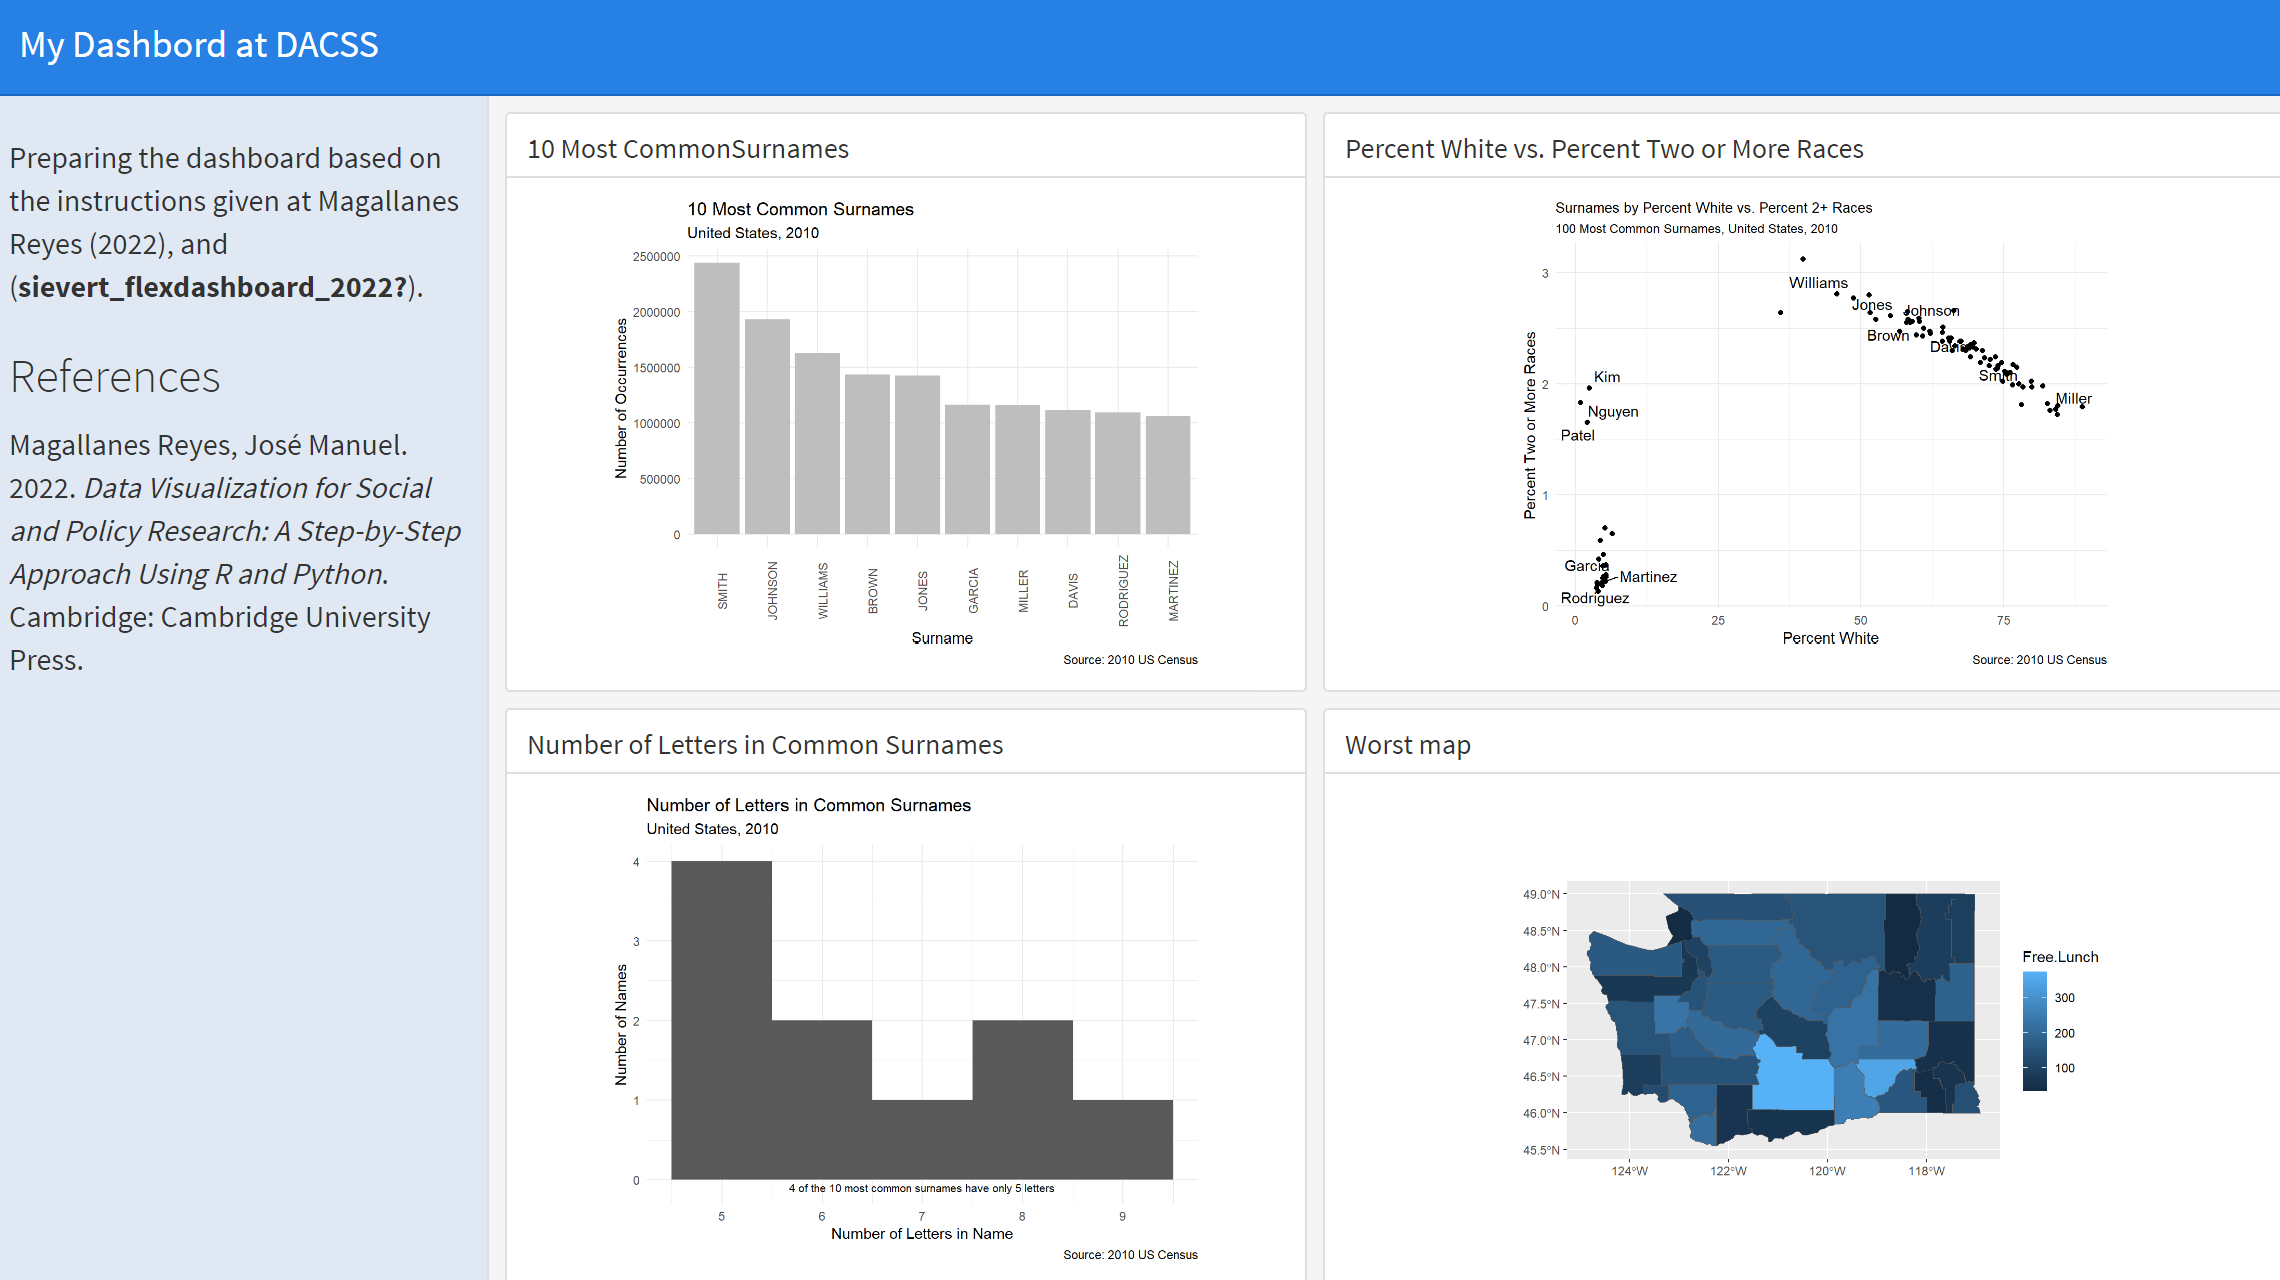 My Dashbord at DACSS
Preparing the dashboard based on
the instructions given at Magallanes
Reyes (2022), and
(sievert_flexdashboard_2022?).
References
Magallanes Reyes, José Manuel.
2022. Data Visualization for Social
and Policy Research: A Step-by-Step
Approach Using R and Python.
Cambridge: Cambridge University
Press.
10 Most CommonSurnames
10 Most Common Surnames
United States, 2010
Number of Occurrences
2500000
2000000
1500000
1000000
500000
0
SMITH
JOHNSON
WILLIAMS
BROWN
JONES
GARCIA
MILLER
DAVIS
RODRIGUEZ
MARTINEZ
Surname
Source: 2010 US Census
Percent White vs. Percent Two or More Races
Surnames by Percent White vs. Percent 2+ Races
100 Most Common Surnames, United States, 2010
Percent Two or More Races
3
2
1
0
Williams
Jones
Johnson
Brown
Davis
Smith
Miller
Kim
Nguyen
Patel
Garcia
Martinez
Rodriguez
0
25
50
75
Percent White
Source: 2010 US Census
Number of Letters in Common Surnames
Number of Letters in Common Surnames
United States, 2010
Number of Names
4
3
2
1
0
4 of the 10 most common surnames have only 5 letters
5
6
7
8
9
Number of Letters in Name
Source: 2010 US Census
Worst map
49.0°N
48.5°N
48.0°N
47.5°N
47.0°N
46.5°N
46.0°N
45.5°N
124°W
122°W
120°W
118°W
Free.Lunch
300
200
100